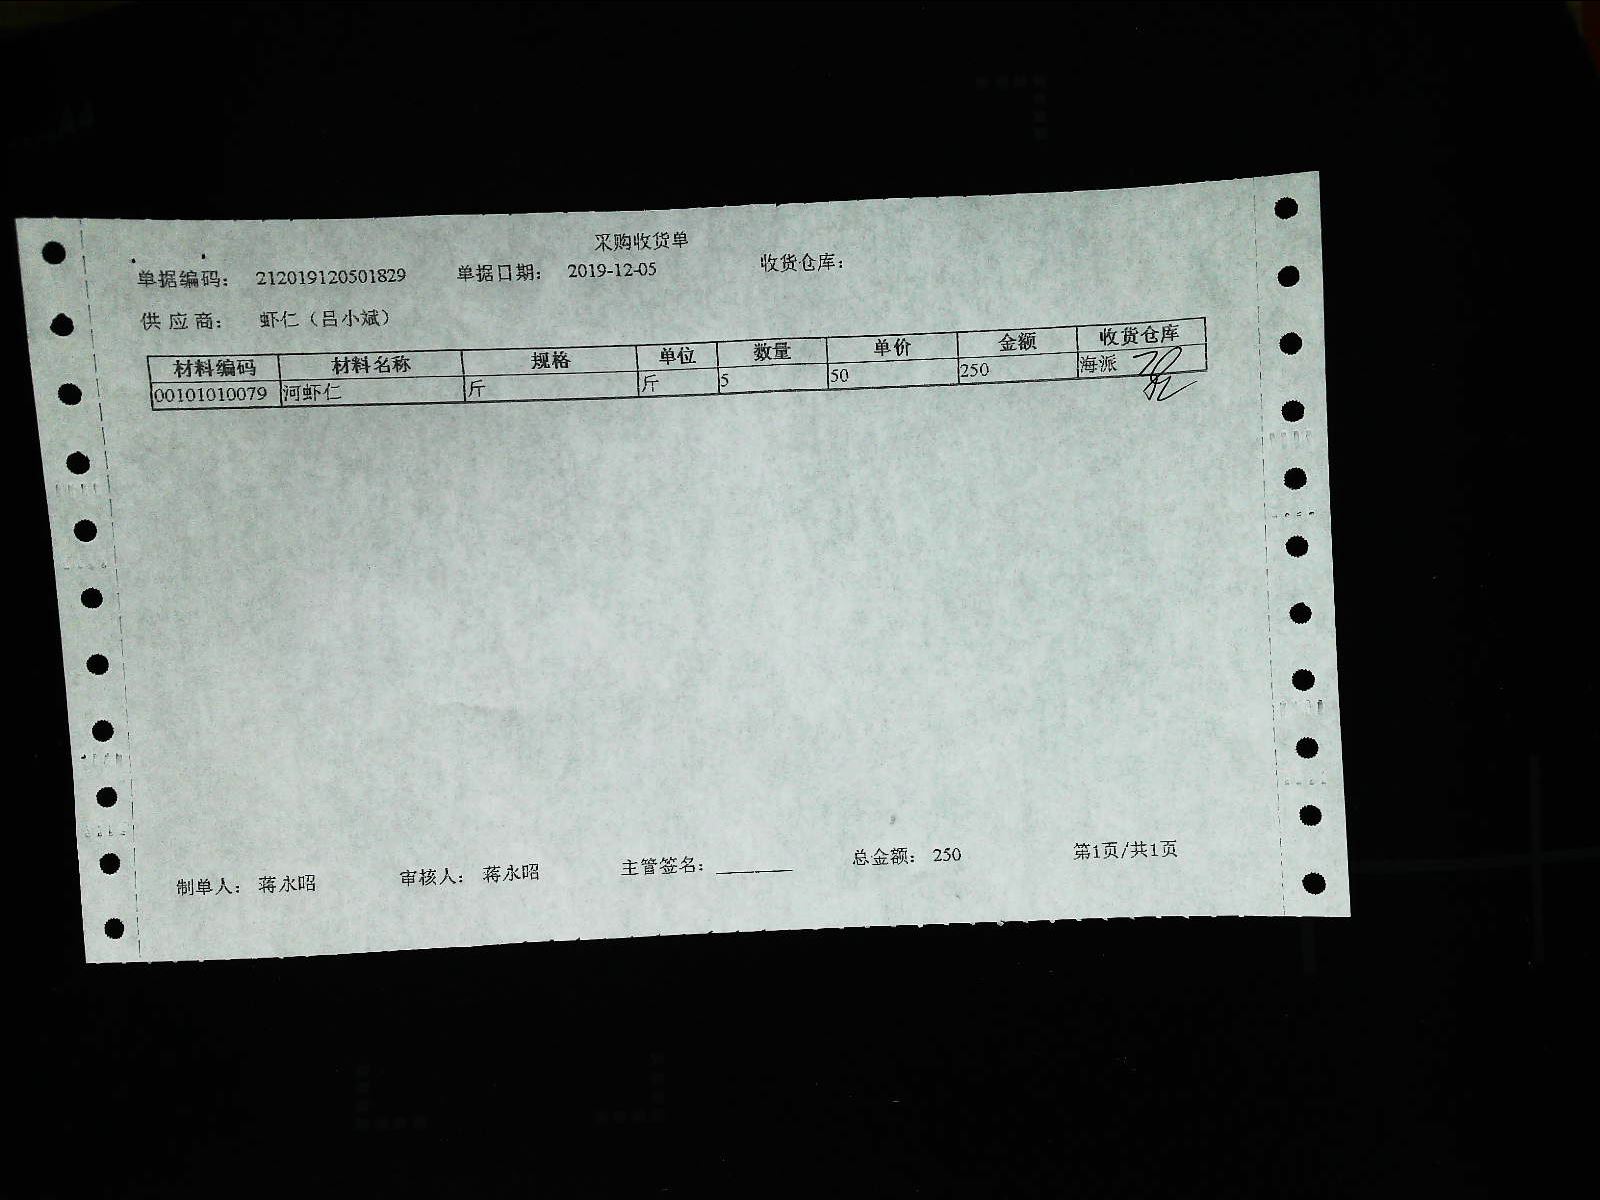 采购收货单
单据编码： 212019120501829 单据日期： 2019-12-05 收货仓库：
供应商： 虾仁（吕小斌）
材料编码 材料名称 规格 单位 数量 单价 金额 收货仓库
00101010079 河虾仁 斤 斤 5 50 250 海派
制单人： 蒋永昭 审核人： 蒋永昭 主管签名： 总金额： 250 第1页/共1页